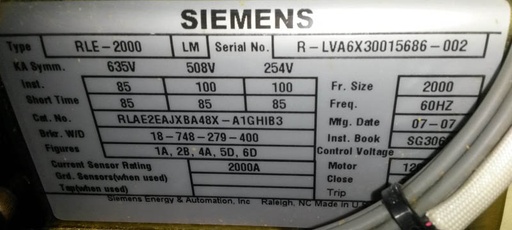 SIEMENS
Type RLE-2000 LM Serial No. R-LVA6X30015686-002
KA Symm. 635V 508V 254V
Inst. 85 100 100 Fr. Size 2000
Short Time 85 85 85 Freq. 60HZ
Cat. No. RLAE2EAJXBA48X-A1GHIB3 Mfg. Date 07-07
Brkr. W/D 18-748-279-400 Inst. Book SG306
Figures 1A, 2B, 4A, 5D, 6D Control Voltage
Current Sensor Rating 2000A Motor
Grd. Sensors(when used) Close
Tap(when used) Trip
Siemens Energy & Automation, Inc Raleigh, NC Made in U